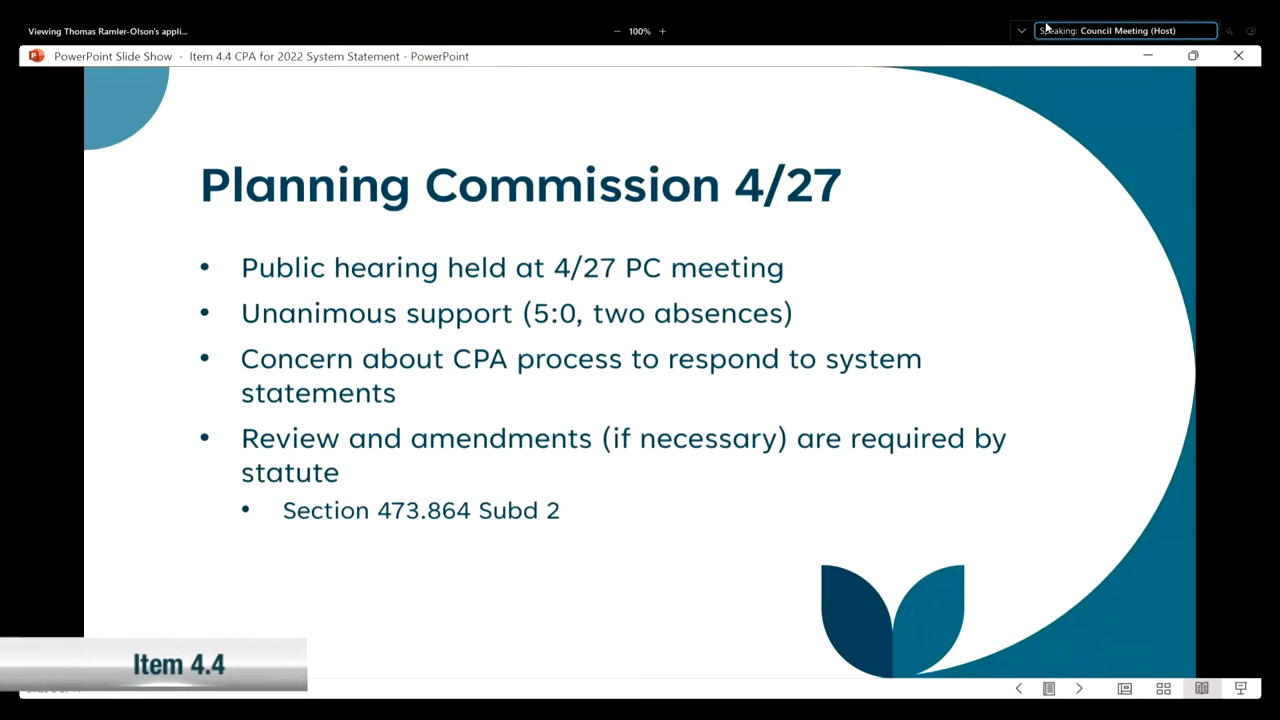 Viewing Thomas Ramler-Olson's appli...
100%
Speaking: Council Meeting (Host)
PowerPoint Slide Show - Item 4.4 CPA for 2022 System Statement - PowerPoint
Planning Commission 4/27
• Public hearing held at 4/27 PC meeting
• Unanimous support (5:0, two absences)
• Concern about CPA process to respond to system
statements
• Review and amendments (if necessary) are required by
statute
• Section 473.864 Subd 2
Item 4.4